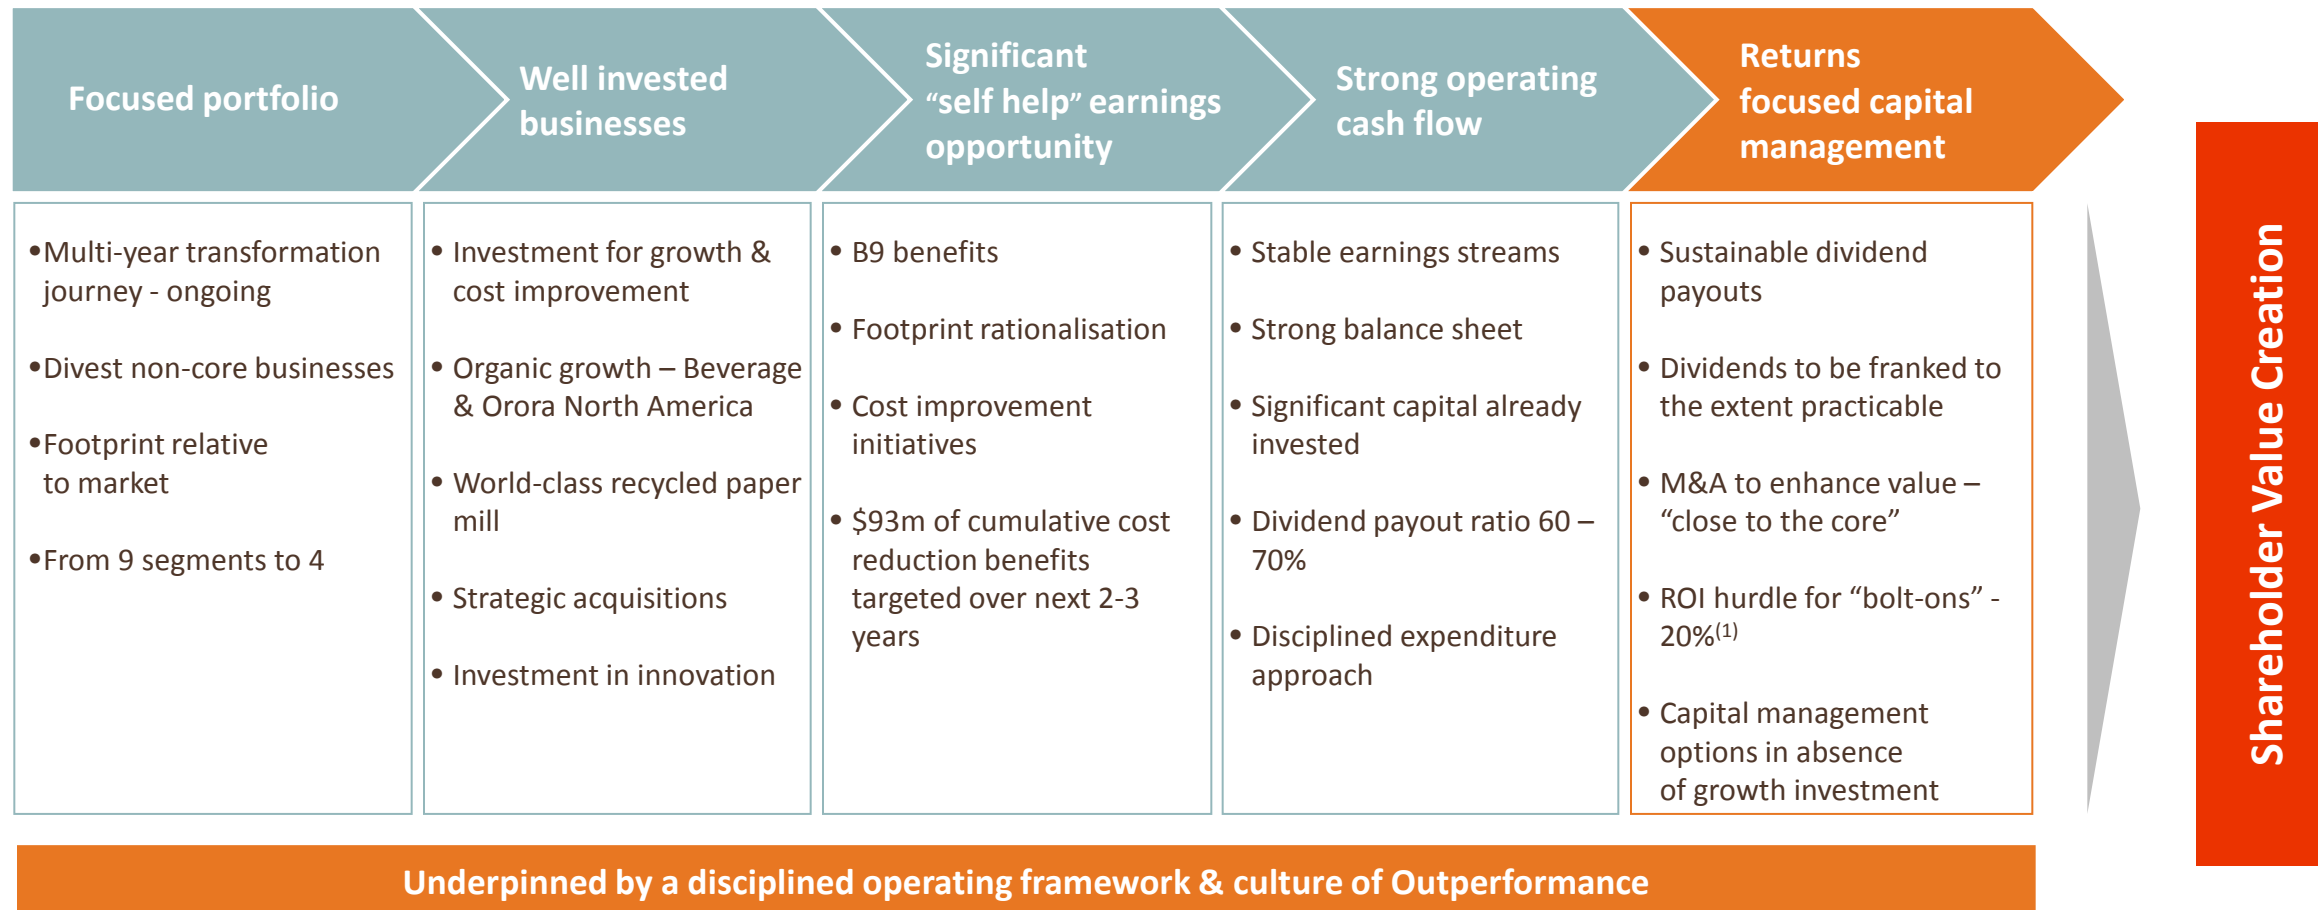 Focused portfolio
Well invested
businesses
Significant
“self help” earnings
opportunity
Strong operating
cash flow
Returns
focused capital
management
•Multi-year transformation
journey - ongoing
•Divest non-core businesses
•Footprint relative
to market
•From 9 segments to 4
• Investment for growth &
cost improvement
• Organic growth – Beverage
& Orora North America
• World-class recycled paper
mill
• Strategic acquisitions
• Investment in innovation
• B9 benefits
• Footprint rationalisation
• Cost improvement
initiatives
• $93m of cumulative cost
reduction benefits
targeted over next 2-3
years
• Stable earnings streams
• Strong balance sheet
• Significant capital already
invested
• Dividend payout ratio 60 –
70%
• Disciplined expenditure
approach
• Sustainable dividend
payouts
• Dividends to be franked to
the extent practicable
• M&A to enhance value –
“close to the core”
• ROI hurdle for “bolt-ons” -
20%(1)
• Capital management
options in absence
of growth investment
Shareholder Value Creation
Underpinned by a disciplined operating framework & culture of Outperformance